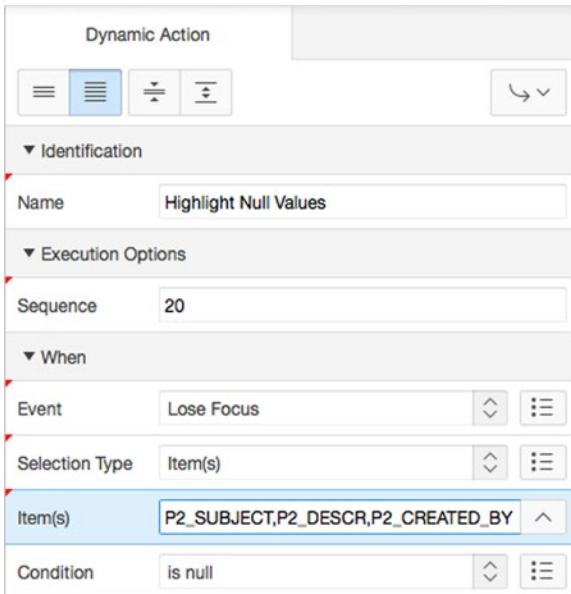 Dynamic Action
Identification
Name Highlight Null Values
Execution Options
Sequence 20
When
Event Lose Focus
Selection Type Item(s)
Item(s) P2_SUBJECT,P2_DESCR,P2_CREATED_BY
Condition is null